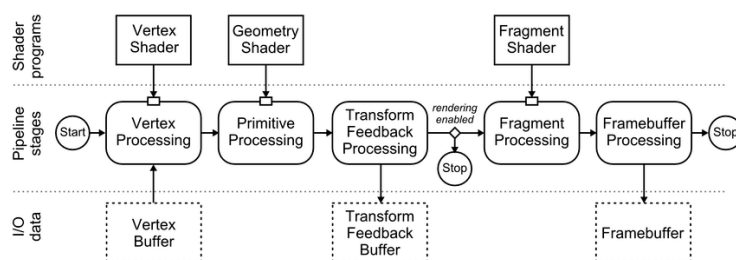 Shader
programs
Vertex
Shader
Geometry
Shader
Fragment
Shader
Pipeline
stages
Start
Vertex
Processing
Primitive
Processing
Transform
Feedback
Processing
rendering
enabled
Stop
Fragment
Processing
Framebuffer
Processing
Stop
I/O
data
Vertex
Buffer
Transform
Feedback
Buffer
Framebuffer